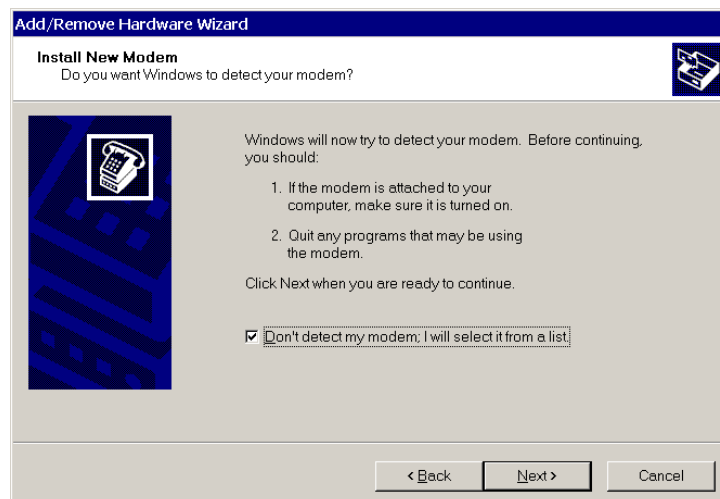 Add/Remove Hardware Wizard
Install New Modem
Do you want Windows to detect your modem?
Windows will now try to detect your modem. Before continuing,
you should:
1. If the modem is attached to your
computer, make sure it is turned on.
2. Quit any programs that may be using
the modem.
Click Next when you are ready to continue.
Don't detect my modem; I will select it from a list.
< Back Next > Cancel